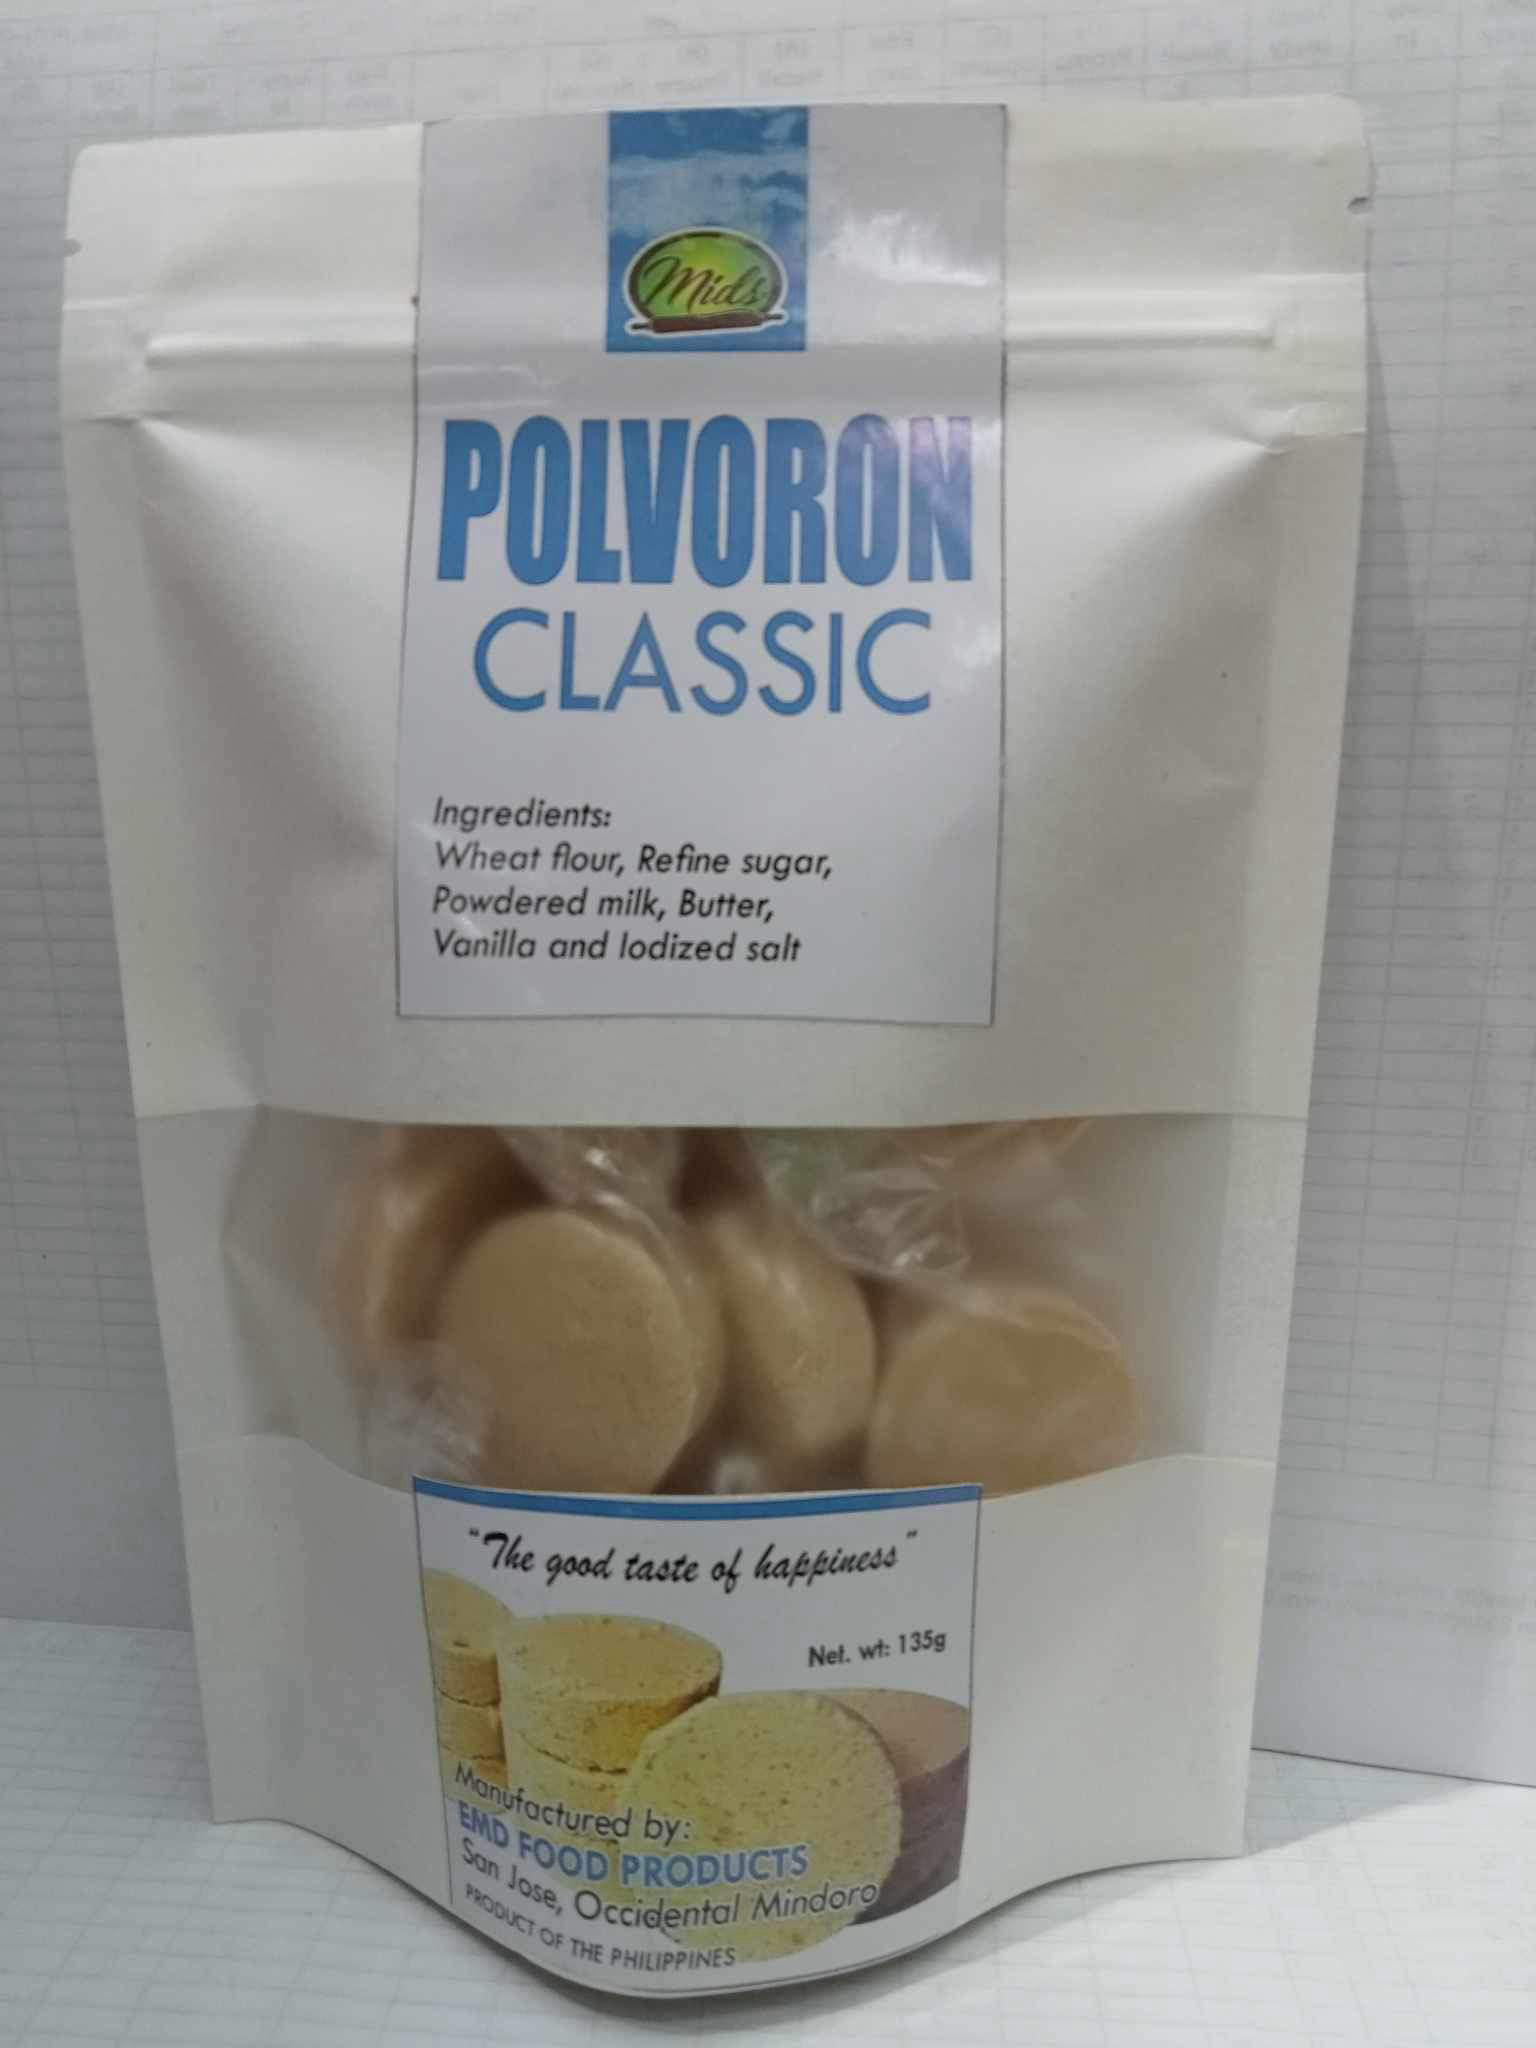 Mids
POLVORON
CLASSIC
Ingredients:
Wheat flour, Refine sugar,
Powdered milk, Butter,
Vanilla and Iodized salt
"The good taste of happiness"
Net. wt: 135g
Manufactured by:
EMD FOOD PRODUCTS
San Jose, Occidental Mindoro
PRODUCT OF THE PHILIPPINES